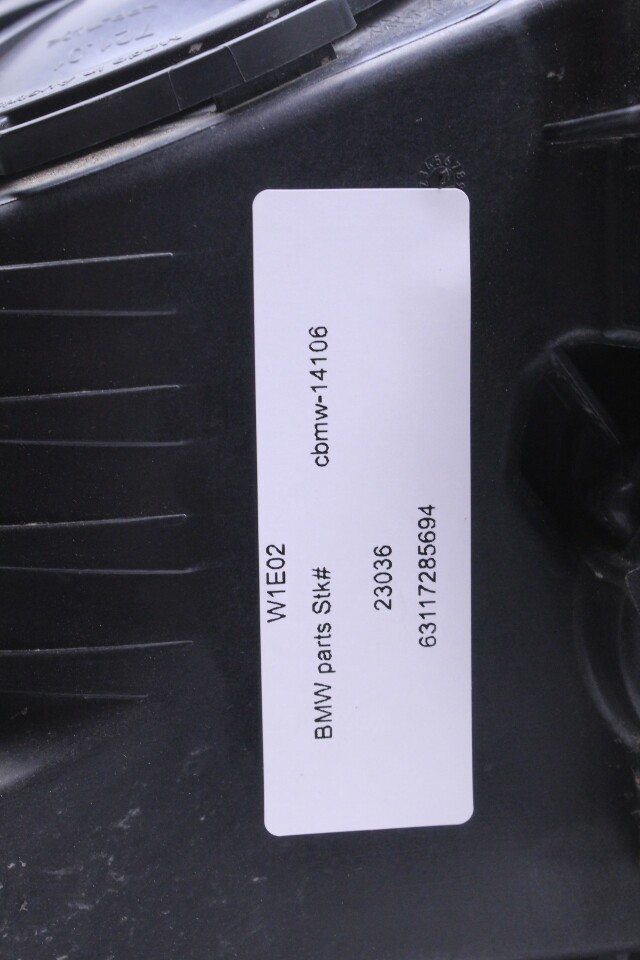 W1E02
BMW parts Stk# cbmw-14106
23036
63117285694